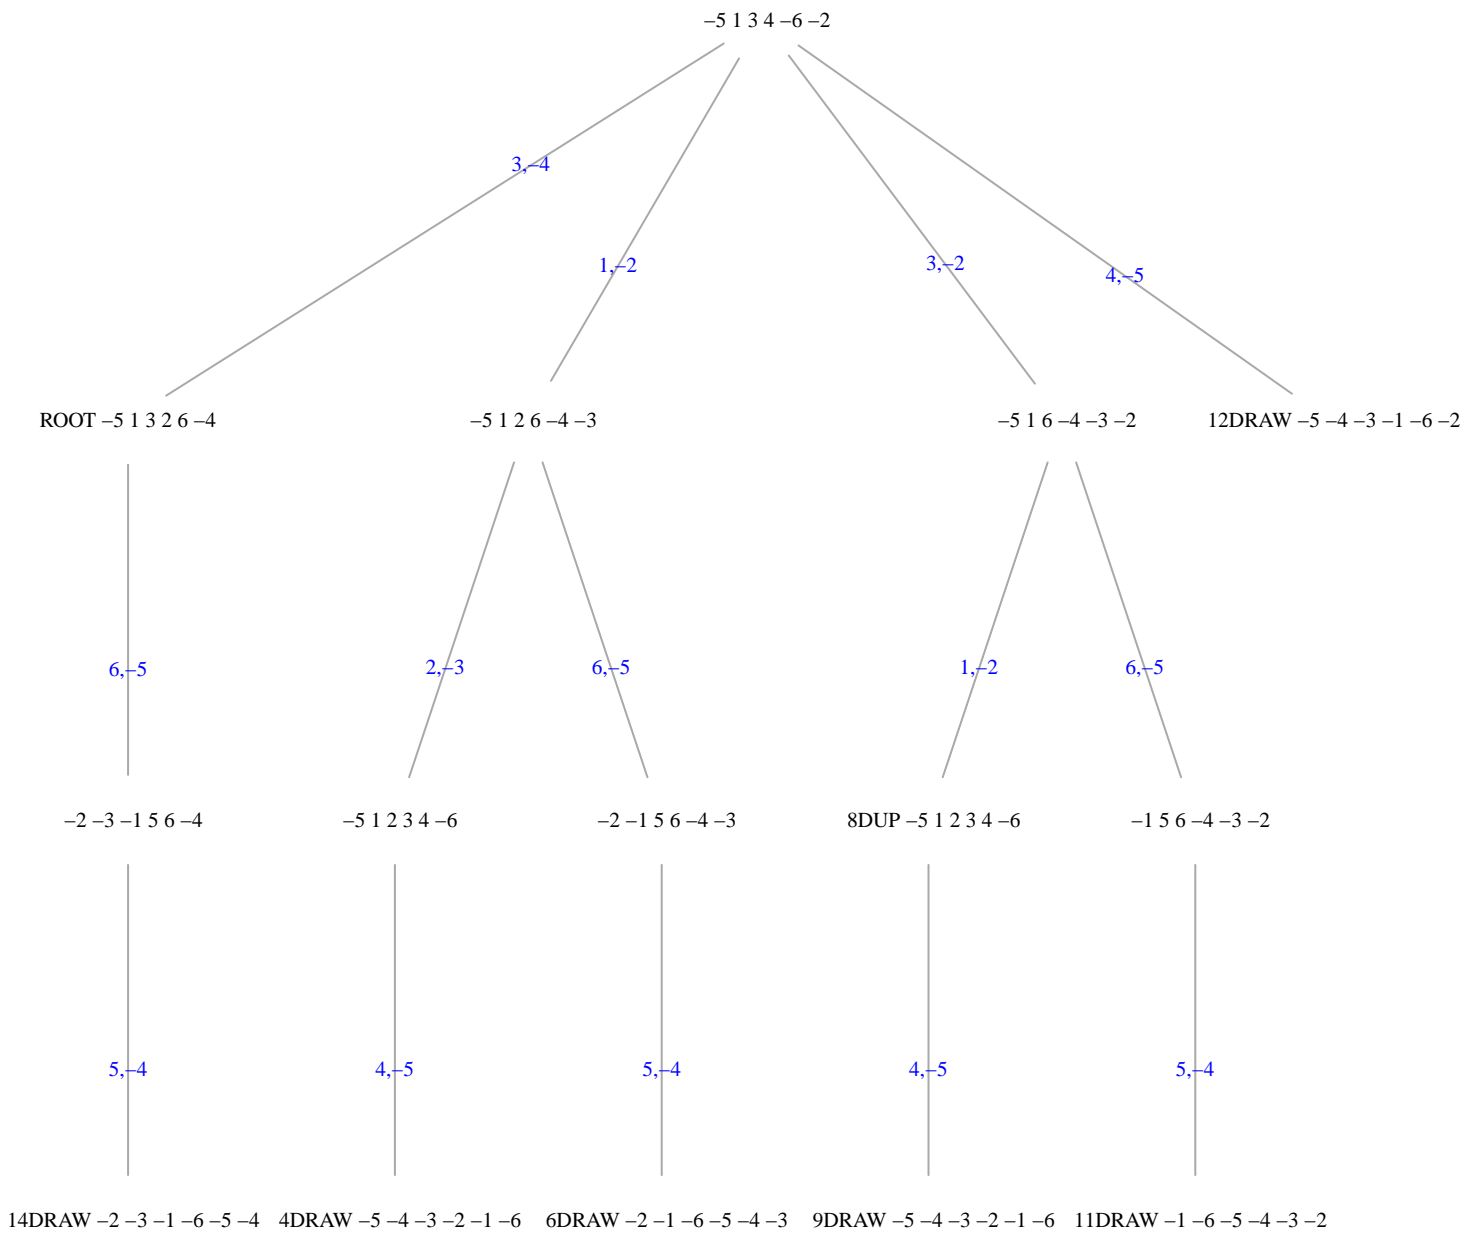 –5 1 3 4 –6 –2
3,–4
1,–2
3,–2
4,–5
ROOT –5 1 3 2 6 –4
–5 1 2 6 –4 –3
–5 1 6 –4 –3 –2
12DRAW –5 –4 –3 –1 –6 –2
6,–5
2,–3
6,–5
1,–2
6,–5
–2 –3 –1 5 6 –4
–5 1 2 3 4 –6
–2 –1 5 6 –4 –3
8DUP –5 1 2 3 4 –6
–1 5 6 –4 –3 –2
5,–4
4,–5
5,–4
4,–5
5,–4
14DRAW –2 –3 –1 –6 –5 –4
4DRAW –5 –4 –3 –2 –1 –6
6DRAW –2 –1 –6 –5 –4 –3
9DRAW –5 –4 –3 –2 –1 –6
11DRAW –1 –6 –5 –4 –3 –2